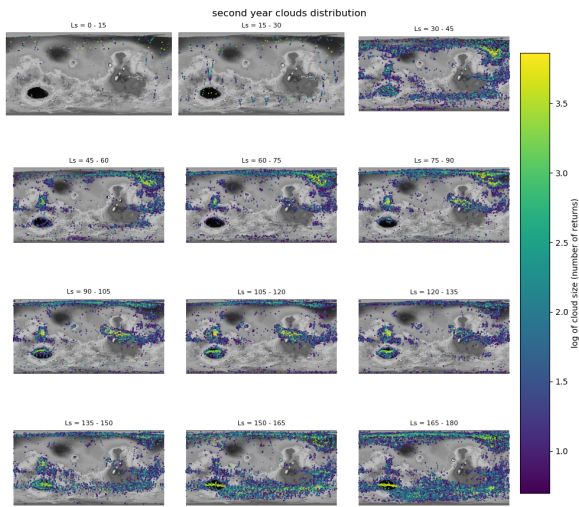 second year clouds distribution
Ls = 0 - 15
Ls = 15 - 30
Ls = 30 - 45
Ls = 45 - 60
Ls = 60 - 75
Ls = 75 - 90
Ls = 90 - 105
Ls = 105 - 120
Ls = 120 - 135
Ls = 135 - 150
Ls = 150 - 165
Ls = 165 - 180
3.5
3.0
2.5
2.0
1.5
1.0
log of cloud size (number of returns)